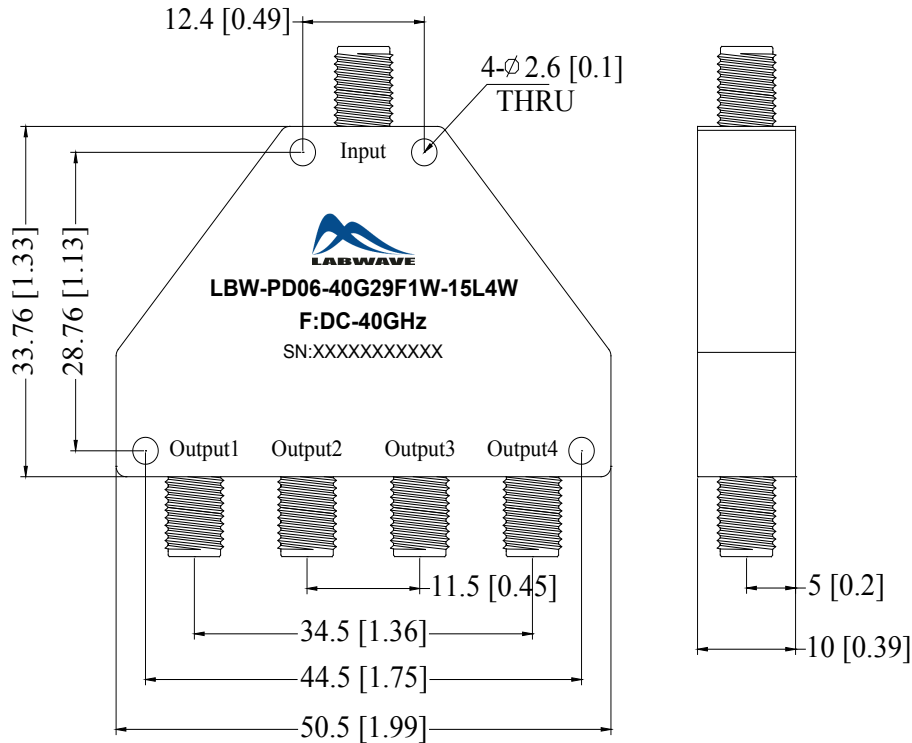 12.4 [0.49]
4-⌀ 2.6 [0.1]
THRU
Input
33.76 [1.33]
28.76 [1.13]
LABWAVE
LBW-PD06-40G29F1W-15L4W
F:DC-40GHz
SN:XXXXXXXXXXX
Output1 Output2 Output3 Output4
11.5 [0.45]
5 [0.2]
34.5 [1.36]
10 [0.39]
44.5 [1.75]
50.5 [1.99]